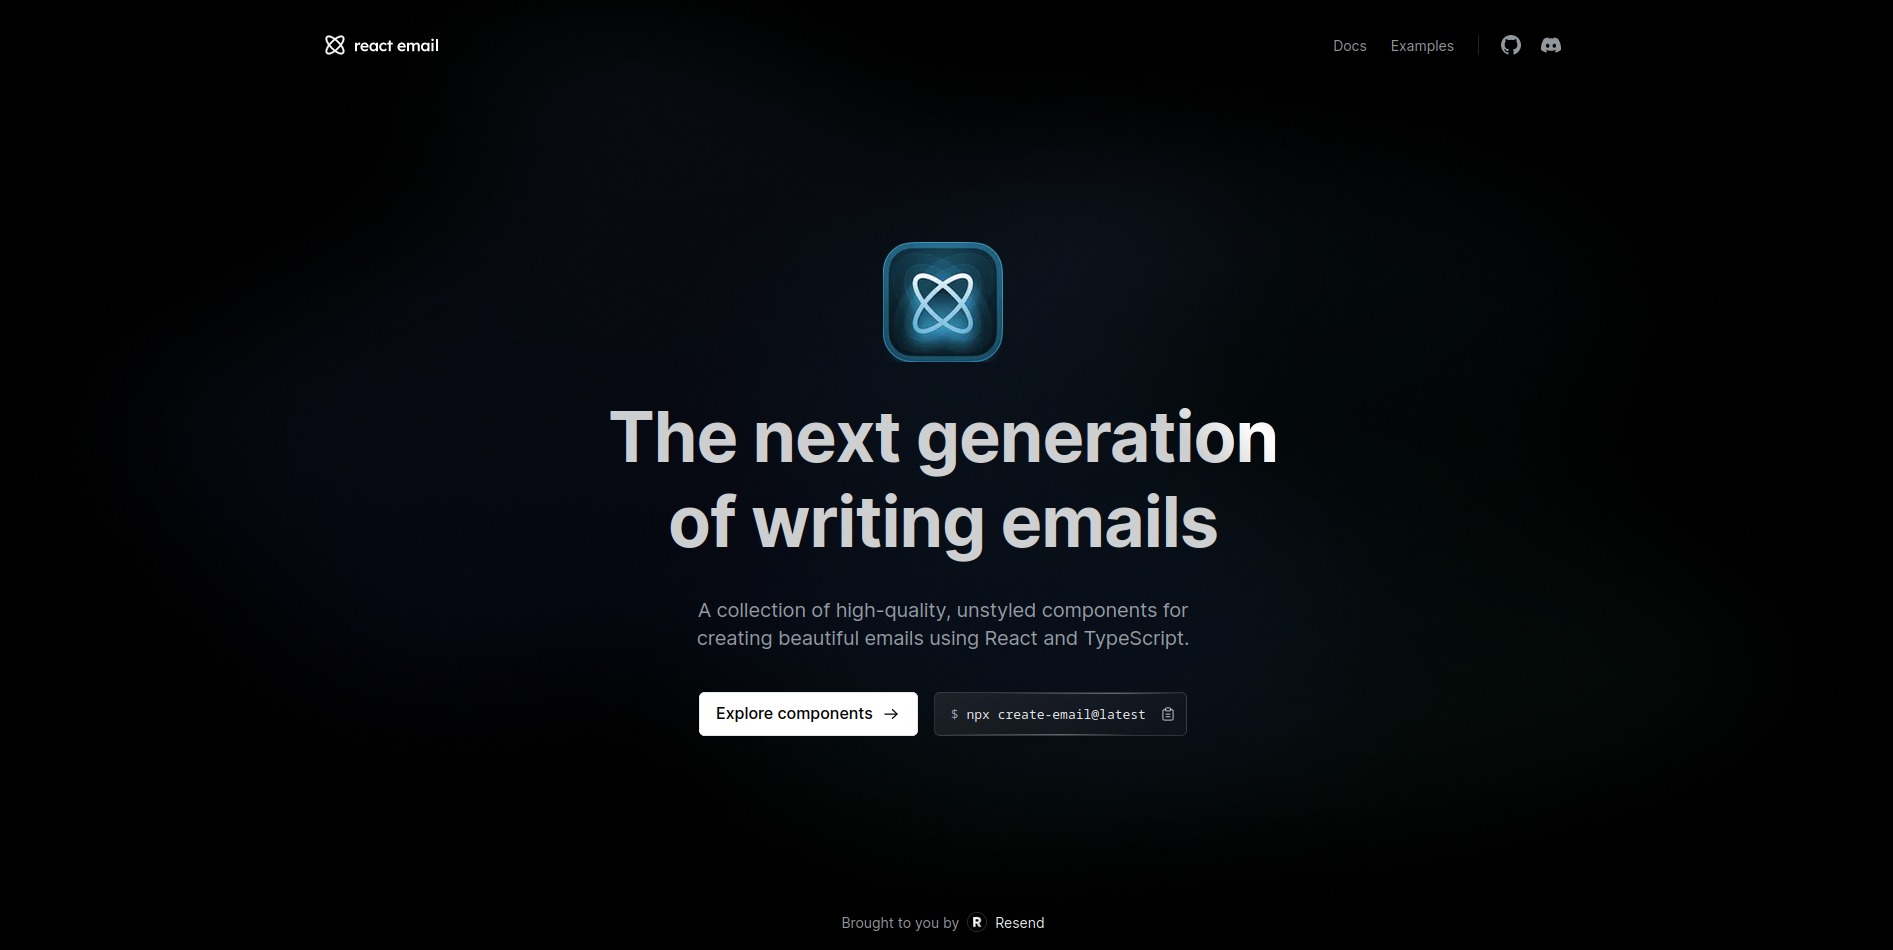 react email
Docs
Examples
The next generation
of writing emails
A collection of high-quality, unstyled components for
creating beautiful emails using React and TypeScript.
Explore components
$ npx create-email@latest
Brought to you by R Resend